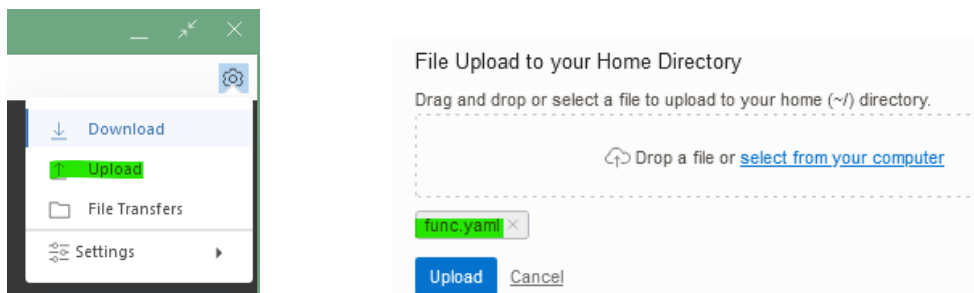 Download
Upload
File Transfers
Settings
File Upload to your Home Directory
Drag and drop or select a file to upload to your home (~/) directory.
Drop a file or select from your computer
func.yaml
Upload Cancel